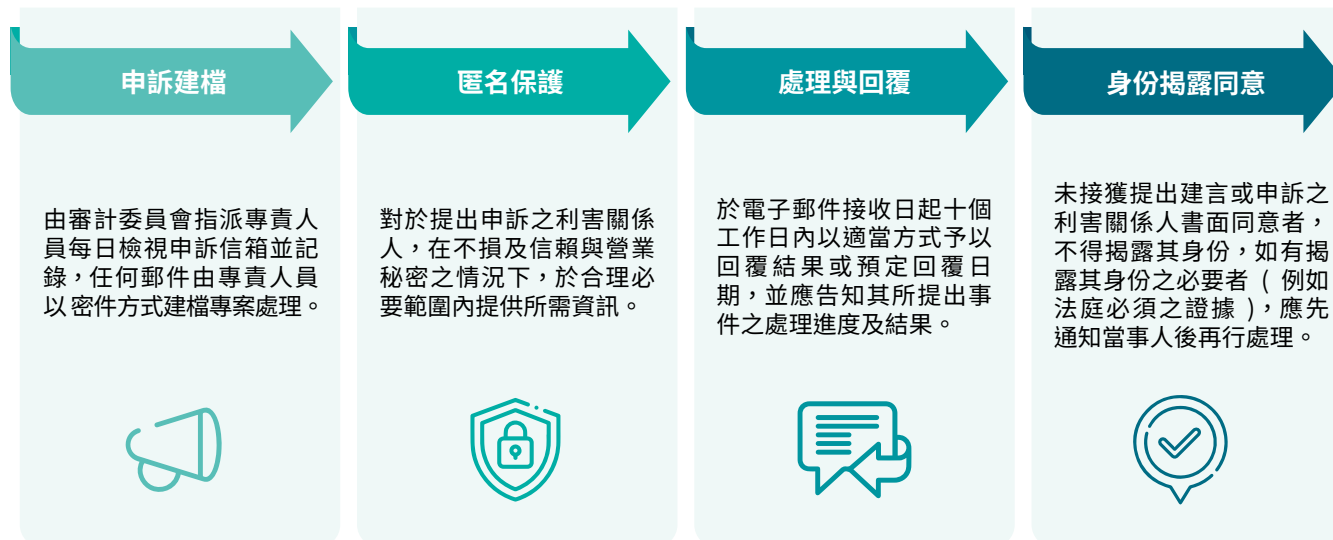 申訴建檔
由審計委員會指派專責人
員每日檢視申訴信箱並記
錄，任何郵件由專責人員
以密件方式建檔專案處理。
匿名保護
對於提出申訴之利害關係
人，在不損及信賴與營業
秘密之情況下，於合理必
要範圍內提供所需資訊。
處理與回覆
於電子郵件接收日起十個
工作日內以適當方式予以
回覆結果或預定回覆日
期，並應告知其所提出事
件之處理進度及結果。
身份揭露同意
未接獲提出建言或申訴之
利害關係人書面同意者，
不得揭露其身份，如有揭
露其身份之必要者 ( 例如
法庭必須之證據 )，應先
通知當事人後再行處理。